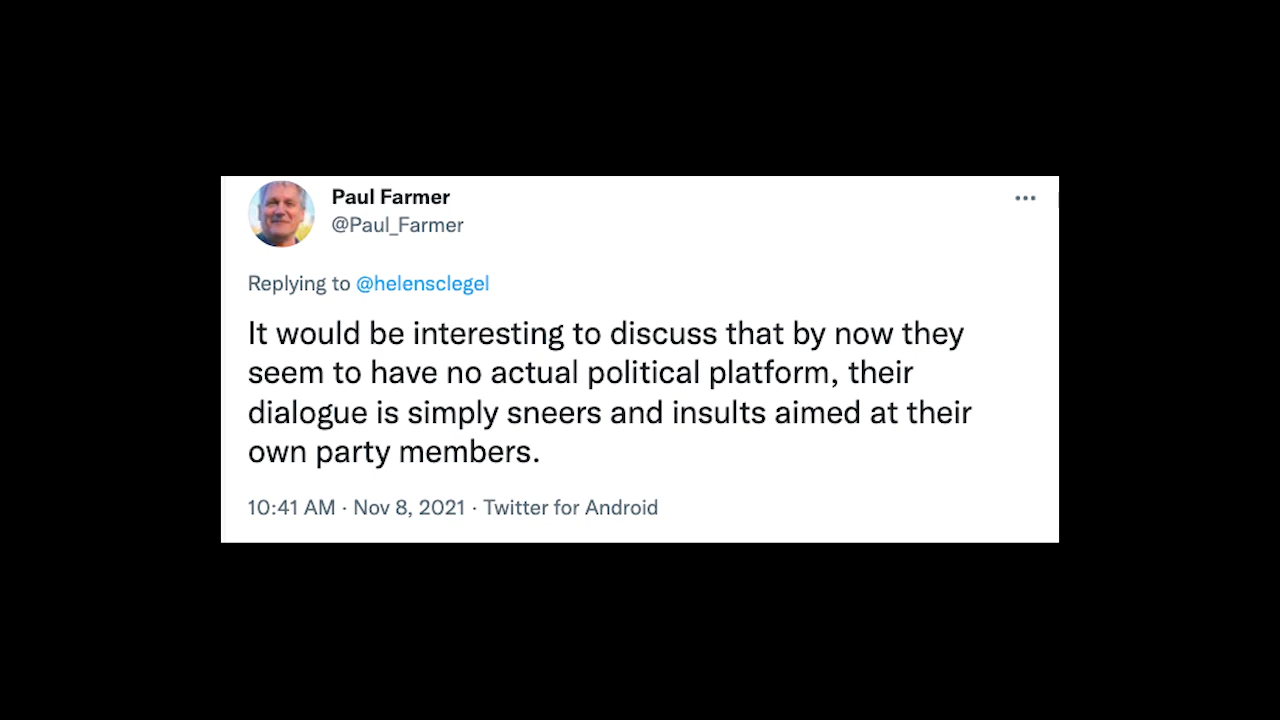 Paul Farmer
@Paul_Farmer
Replying to @helensclegel
It would be interesting to discuss that by now they
seem to have no actual political platform, their
dialogue is simply sneers and insults aimed at their
own party members.
10:41 AM · Nov 8, 2021 · Twitter for Android